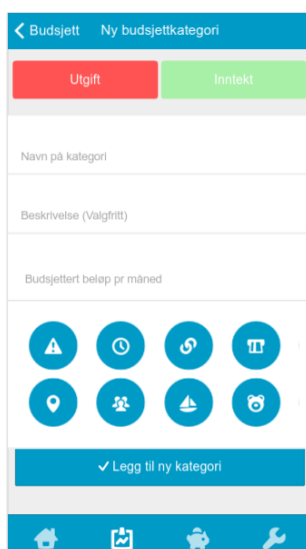 Budsjett Ny budsjettkategori
Utgift Inntekt
Navn på kategori
Beskrivelse (Valgfritt)
Budsjettert beløp pr måned
Legg til ny kategori